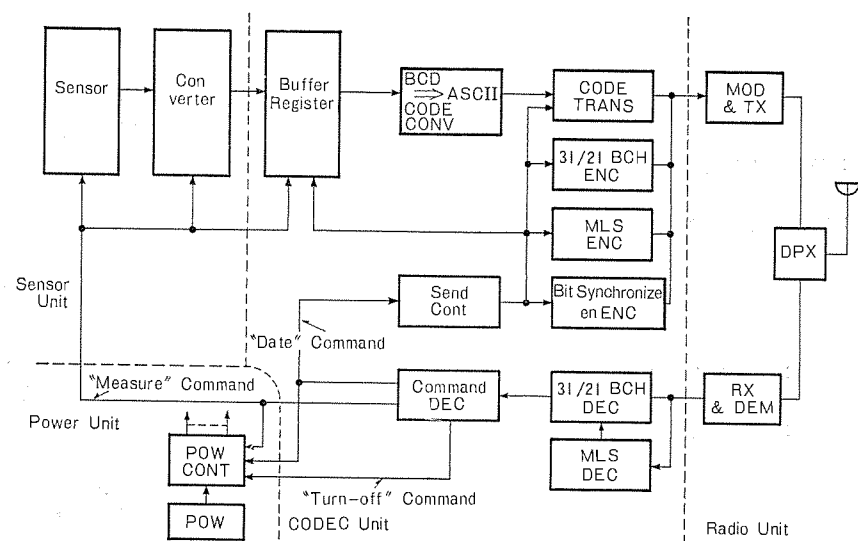 Sensor
Con
verter
Buffer
Register
BCD
⇒ ASCII
CODE
CONV
CODE
TRANS
MOD
& TX
31/21 BCH
ENC
MLS
ENC
DPX
Sensor
Unit
Send
Cont
Bit Synchronize
en ENC
"Date" Command
"Measure" Command
Command
DEC
31/21 BCH
DEC
RX
& DEM
Power Unit
POW
CONT
MLS
DEC
"Turn-off" Command
POW
CODEC Unit
Radio Unit